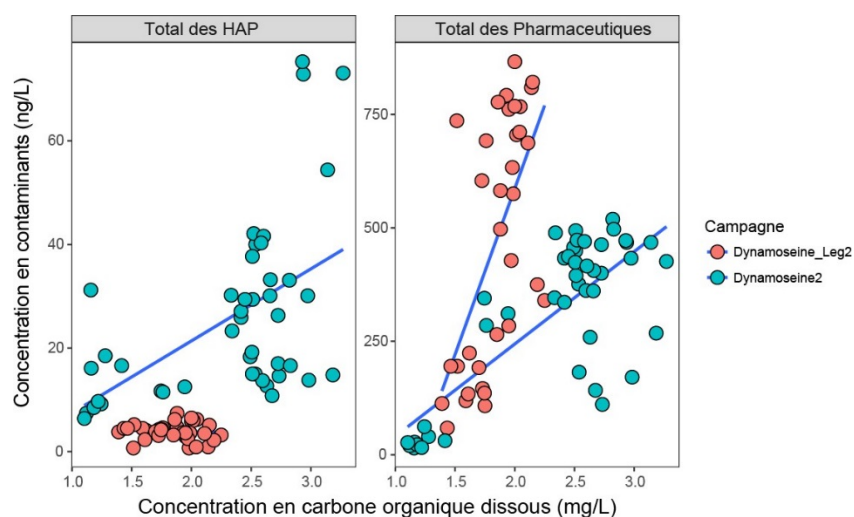 Total des HAP
Total des Pharmaceutiques
Concentration en contaminants (ng/L)
60
40
20
0
750
500
250
0
1.0 1.5 2.0 2.5 3.0
1.0 1.5 2.0 2.5 3.0
Concentration en carbone organique dissous (mg/L)
Campagne
Dynamoseine_Leg2
Dynamoseine2